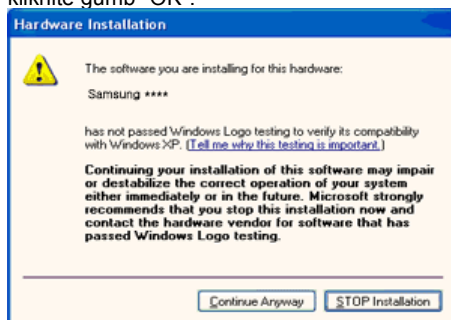 kliknite gumb "OK".
Hardware Installation
The software you are installing for this hardware:
Samsung ****
has not passed Windows Logo testing to verify its compatibility
with Windows XP. (Tell me why this testing is important.)
Continuing your installation of this software may impair
or destabilize the correct operation of your system
either immediately or in the future. Microsoft strongly
recommends that you stop this installation now and
contact the hardware vendor for software that has
passed Windows Logo testing.
Continue Anyway
STOP Installation